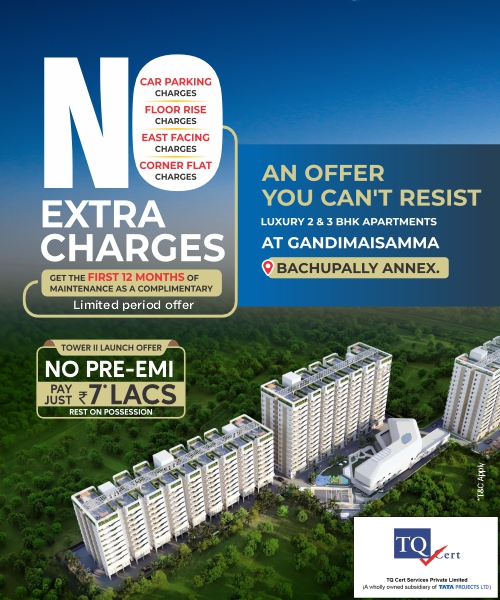 NO
CAR PARKING
CHARGES
FLOOR RISE
CHARGES
EAST FACING
CHARGES
CORNER FLAT
CHARGES
EXTRA
CHARGES
GET THE FIRST 12 MONTHS OF
MAINTENANCE AS A COMPLIMENTARY
Limited period offer
AN OFFER
YOU CAN'T RESIST
LUXURY 2 & 3 BHK APARTMENTS
AT GANDIMAISAMMA
BACHUPALLY ANNEX.
TOWER II LAUNCH OFFER
NO PRE-EMI
PAY JUST ₹7* LACS
REST ON POSSESSION
*T&C Apply
TQ Cert
TQ Cert Services Private Limited
(A wholly owned subsidiary of TATA PROJECTS LTD)